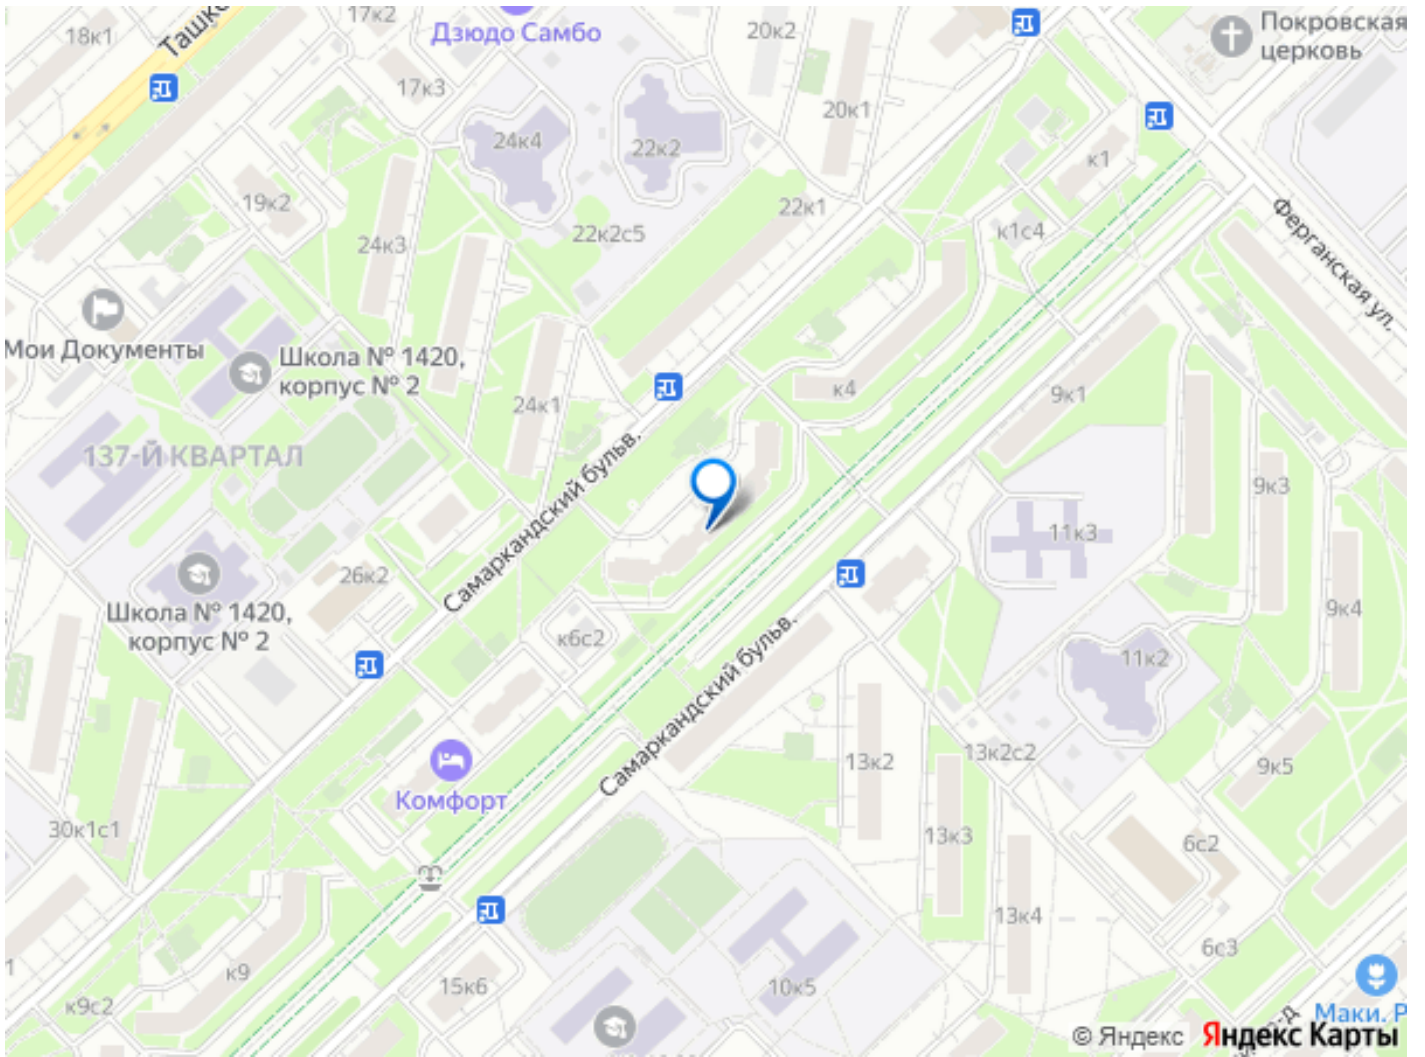 18к1
Ташк
17к2
Дзюдо Самбо
20к2
Покровская
церковь
17к3
20к1
24к4
22к2
к1
19к2
22к1
24к3
22к2с5
к1с4
Ферганская ул.
Мои Документы
Школа № 1420,
корпус № 2
24к1
к4
9к1
137-Й КВАРТАЛ
Самаркандский бульв.
9к3
11к3
26к2
Школа № 1420,
корпус № 2
к6с2
9к4
11к2
Самаркандский бульв.
13к2
13к2с2
9к5
Комфорт
30к1с1
13к3
6с2
13к4
6с3
к9
15к6
10к5
к9с2
Маки. Р
© Яндекс Яндекс Карты